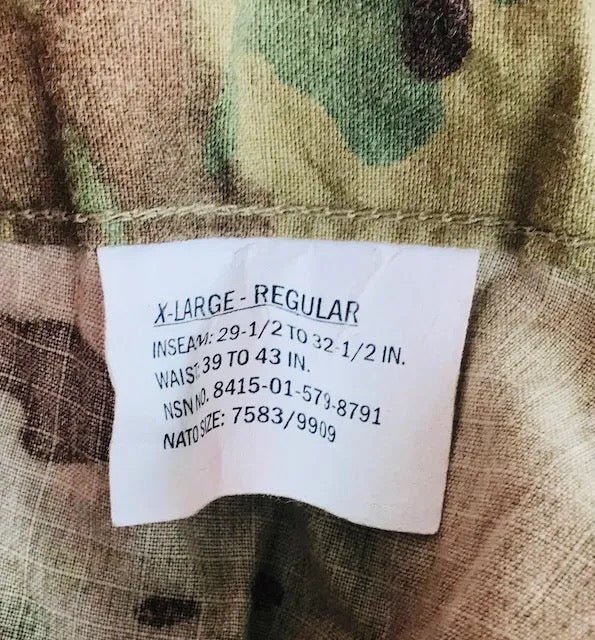 X-LARGE - REGULAR
INSEAM: 29-1/2 TO 32-1/2 IN.
WAIST: 39 TO 43 IN.
NSN NO. 8415-01-579-8791
NATO SIZE: 7583/9909